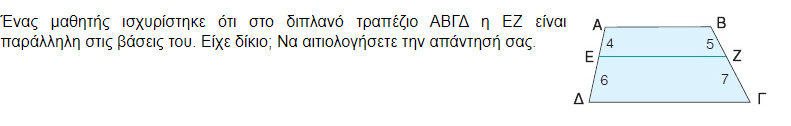 Ένας μαθητής ισχυρίστηκε ότι στο διπλανό τραπέζιο ΑΒΓΔ η ΕΖ είναι
παράλληλη στις βάσεις του. Είχε δίκιο; Να αιτιολογήσετε την απάντησή σας.
Α Β
4 5
Ε Ζ
6 7
Δ Γ